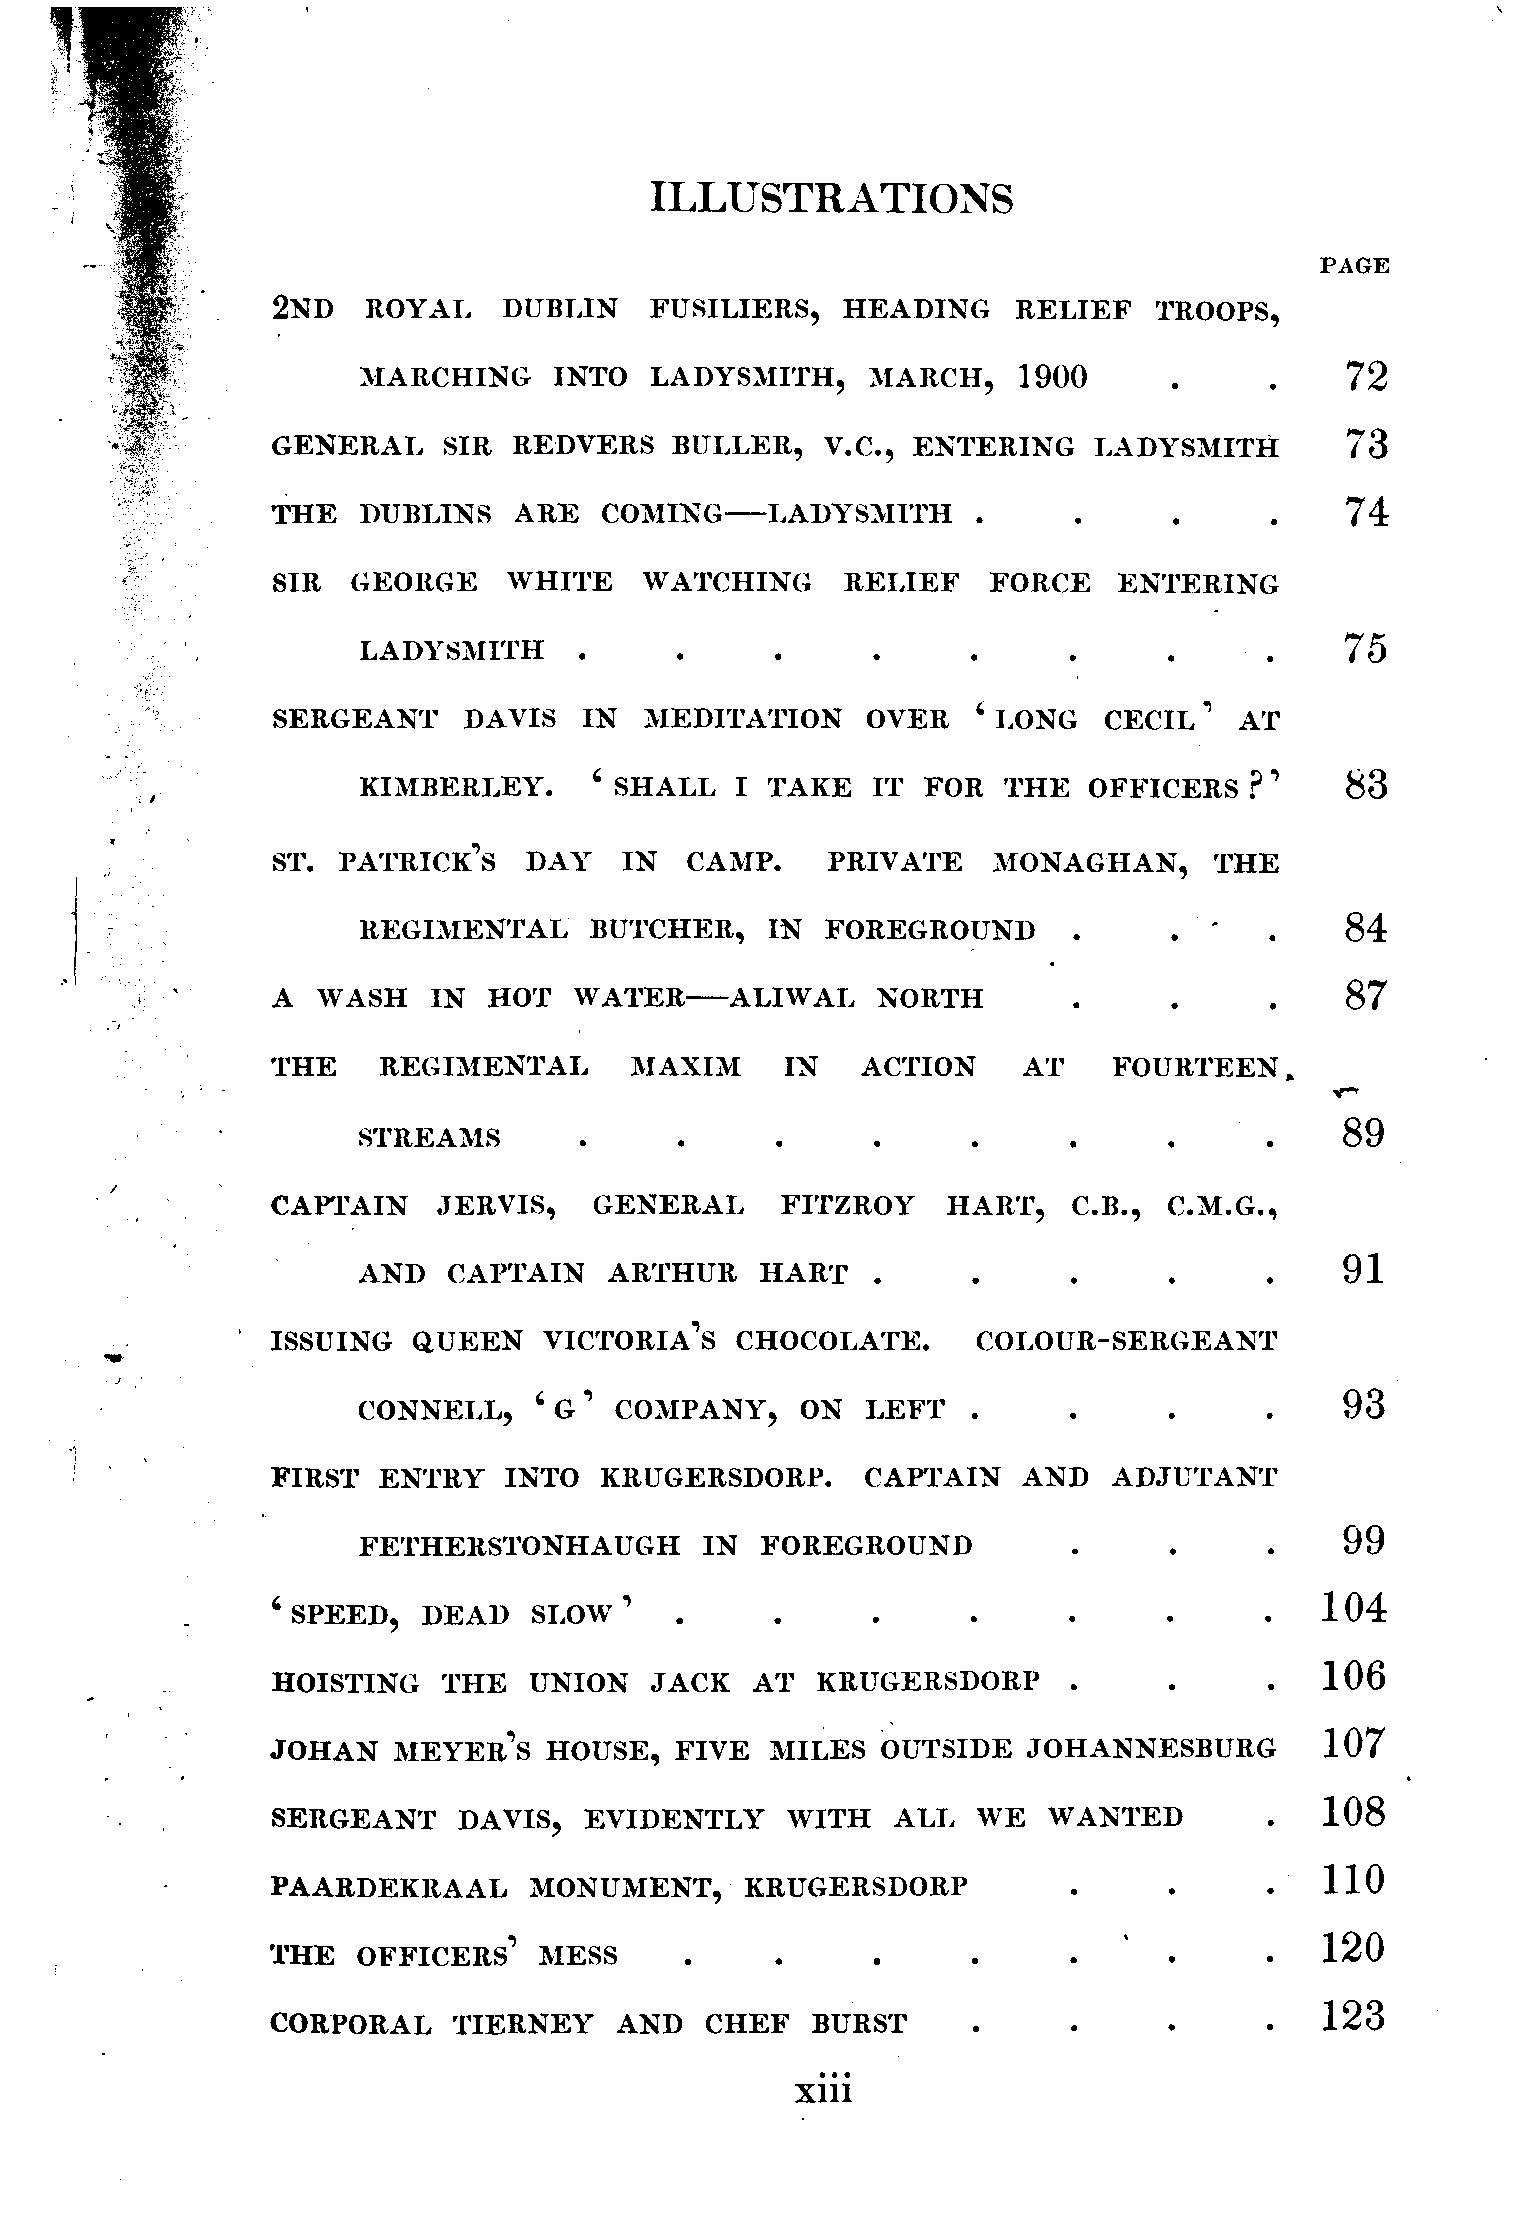 ILLUSTRATIONS
PAGE
2ND ROYAL DUBLIN FUSILIERS, HEADING RELIEF TROOPS,
MARCHING INTO LADYSMITH, MARCH, 1900 . . 72
GENERAL SIR REDVERS BULLER, V.C., ENTERING LADYSMITH 73
THE DUBLINS ARE COMING—LADYSMITH . . . . 74
SIR GEORGE WHITE WATCHING RELIEF FORCE ENTERING
LADYSMITH . . . . . . . . 75
SERGEANT DAVIS IN MEDITATION OVER ‘LONG CECIL’ AT
KIMBERLEY. ‘SHALL I TAKE IT FOR THE OFFICERS?’ 83
ST. PATRICK’S DAY IN CAMP. PRIVATE MONAGHAN, THE
REGIMENTAL BUTCHER, IN FOREGROUND . . . 84
A WASH IN HOT WATER—ALIWAL NORTH . . . 87
THE REGIMENTAL MAXIM IN ACTION AT FOURTEEN
STREAMS . . . . . . . . 89
CAPTAIN JERVIS, GENERAL FITZROY HART, C.B., C.M.G.,
AND CAPTAIN ARTHUR HART . . . . . 91
ISSUING QUEEN VICTORIA’S CHOCOLATE. COLOUR-SERGEANT
CONNELL, ‘G’ COMPANY, ON LEFT . . . . 93
FIRST ENTRY INTO KRUGERSDORP. CAPTAIN AND ADJUTANT
FETHERSTONHAUGH IN FOREGROUND . . . 99
‘SPEED, DEAD SLOW’ . . . . . . . 104
HOISTING THE UNION JACK AT KRUGERSDORP . . . 106
JOHAN MEYER’S HOUSE, FIVE MILES OUTSIDE JOHANNESBURG 107
SERGEANT DAVIS, EVIDENTLY WITH ALL WE WANTED . 108
PAARDEKRAAL MONUMENT, KRUGERSDORP . . . 110
THE OFFICERS’ MESS . . . . . . . 120
CORPORAL TIERNEY AND CHEF BURST . . . . 123
xiii